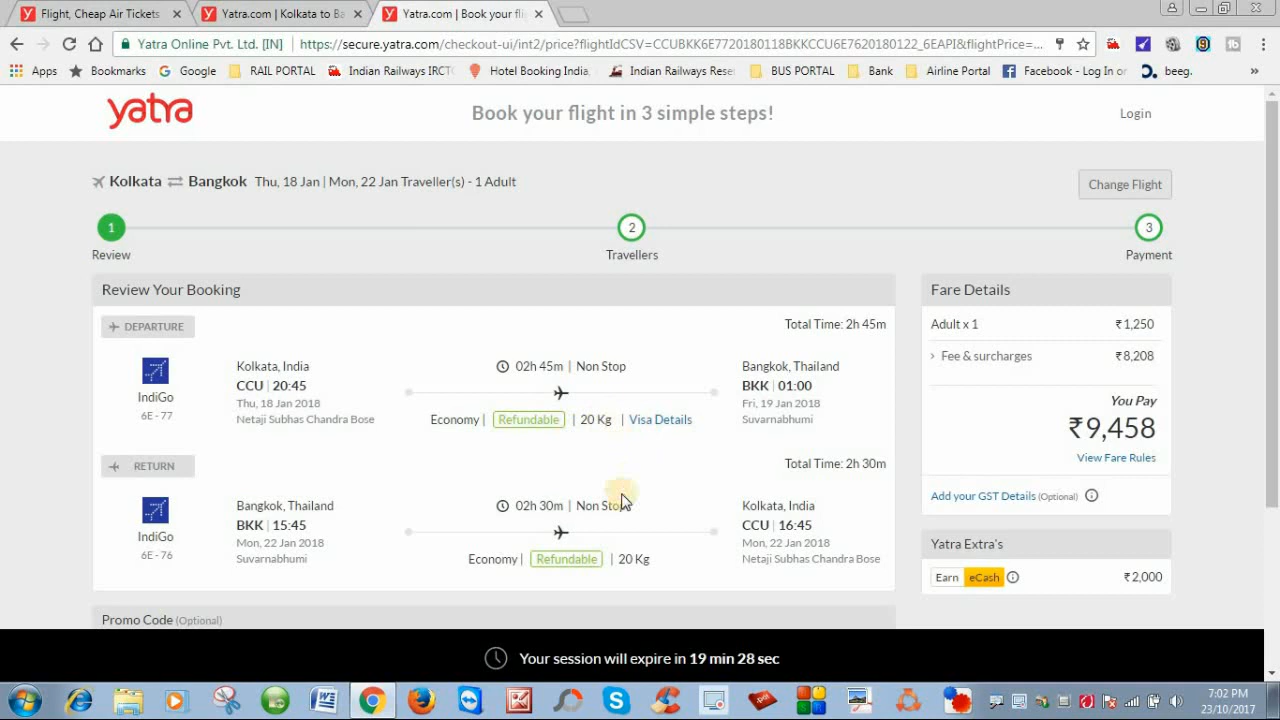 Flight, Cheap Air Tickets
Yatra.com | Kolkata to Ba
Yatra.com | Book your flig
Yatra Online Pvt. Ltd. [IN] https://secure.yatra.com/checkout-ui/int2/price?flightIdCSV=CCUBKK6E7720180118BKKCCU6E7620180122_6EAPI&flightPrice=...
Apps Bookmarks Google RAIL PORTAL Indian Railways IRCTC Hotel Booking India, Indian Railways Rese BUS PORTAL Bank Airline Portal Facebook - Log In or beeg. »
yatra
Book your flight in 3 simple steps!
Login
Kolkata Bangkok Thu, 18 Jan | Mon, 22 Jan Traveller(s) - 1 Adult
Change Flight
1 2 3
Review Travellers Payment
Review Your Booking
DEPARTURE
Total Time: 2h 45m
IndiGo
6E - 77
Kolkata, India
CCU | 20:45
Thu, 18 Jan 2018
Netaji Subhas Chandra Bose
02h 45m | Non Stop
Economy | Refundable | 20 Kg | Visa Details
Bangkok, Thailand
BKK | 01:00
Fri, 19 Jan 2018
Suvarnabhumi
RETURN
Total Time: 2h 30m
IndiGo
6E - 76
Bangkok, Thailand
BKK | 15:45
Mon, 22 Jan 2018
Suvarnabhumi
02h 30m | Non Stop
Economy | Refundable | 20 Kg
Kolkata, India
CCU | 16:45
Mon, 22 Jan 2018
Netaji Subhas Chandra Bose
Promo Code (Optional)
Fare Details
Adult x 1 ₹1,250
Fee & surcharges ₹8,208
You Pay
₹9,458
View Fare Rules
Add your GST Details (Optional)
Yatra Extra's
Earn eCash ₹2,000
Your session will expire in 19 min 28 sec
7:02 PM
23/10/2017